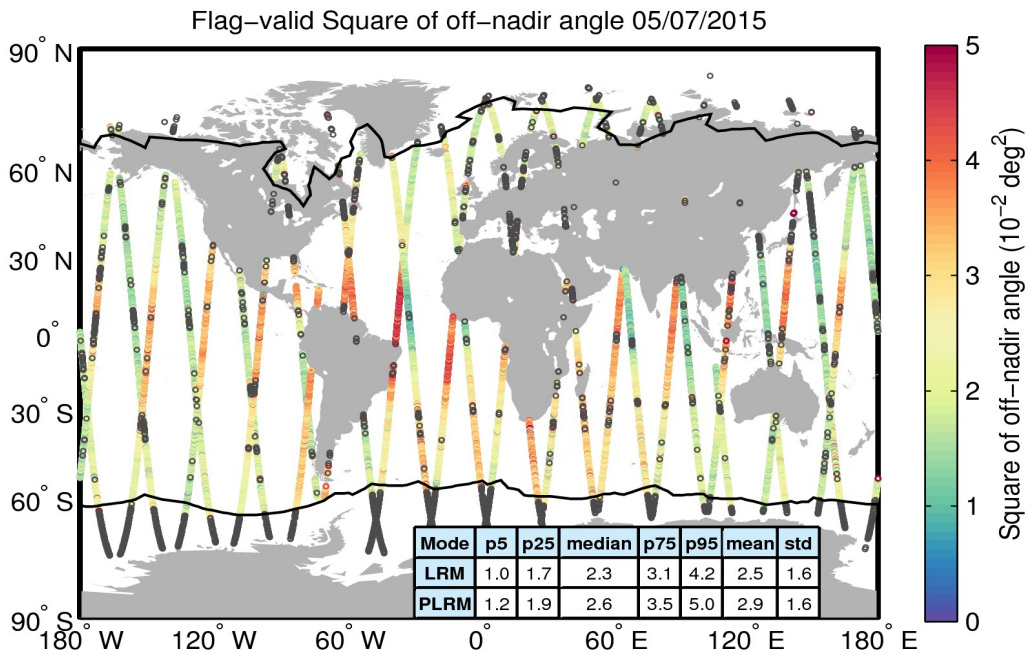 Flag−valid Square of off−nadir angle 05/07/2015
90° N
60° N
30° N
0°
30° S
60° S
90° S
180° W
120° W
60° W
0°
60° E
120° E
180° E
Mode p5 p25 median p75 p95 mean std
LRM 1.0 1.7 2.3 3.1 4.2 2.5 1.6
PLRM 1.2 1.9 2.6 3.5 5.0 2.9 1.6
5
4
3
2
1
0
Square of off−nadir angle (10⁻² deg²)